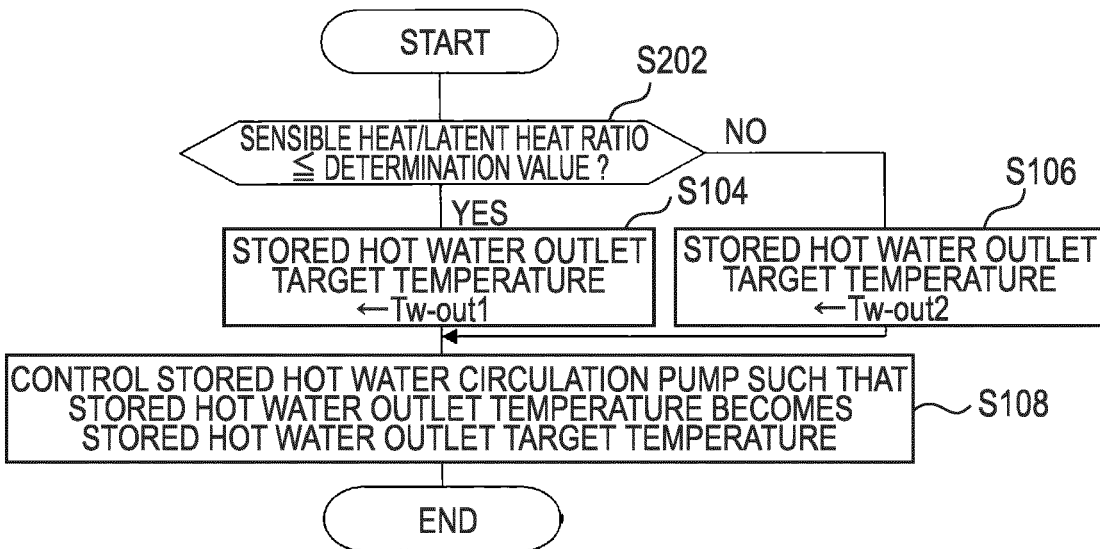 START
S202
SENSIBLE HEAT/LATENT HEAT RATIO
≦ DETERMINATION VALUE ?
NO
YES
S104
STORED HOT WATER OUTLET
TARGET TEMPERATURE
←Tw-out1
S106
STORED HOT WATER OUTLET
TARGET TEMPERATURE
←Tw-out2
CONTROL STORED HOT WATER CIRCULATION PUMP SUCH THAT
STORED HOT WATER OUTLET TEMPERATURE BECOMES
STORED HOT WATER OUTLET TARGET TEMPERATURE
S108
END